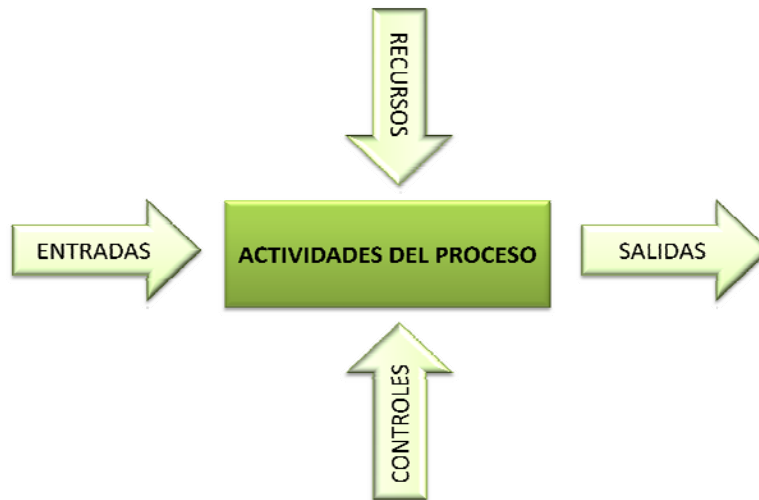 RECURSOS
ENTRADAS
ACTIVIDADES DEL PROCESO
SALIDAS
CONTROLES